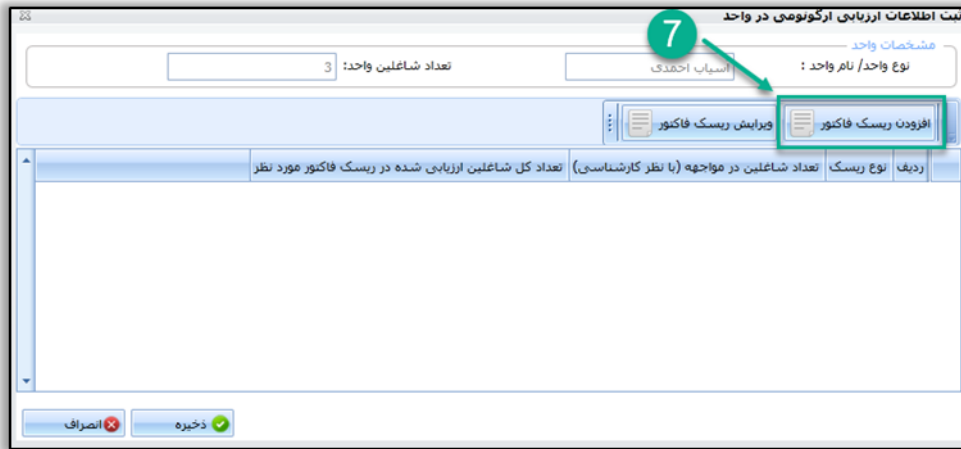 ثبت اطلاعات ارزیابی ارگونومی در واحد
7
مشخصات واحد
نوع واحد/ نام واحد : آسیاب احمدی تعداد شاغلین واحد: 3
افزودن ریسک فاکتور ویرایش ریسک فاکتور
ردیف نوع ریسک تعداد شاغلین در مواجهه (با نظر کارشناسی) تعداد کل شاغلین ارزیابی شده در ریسک فاکتور مورد نظر
ذخیره انصراف